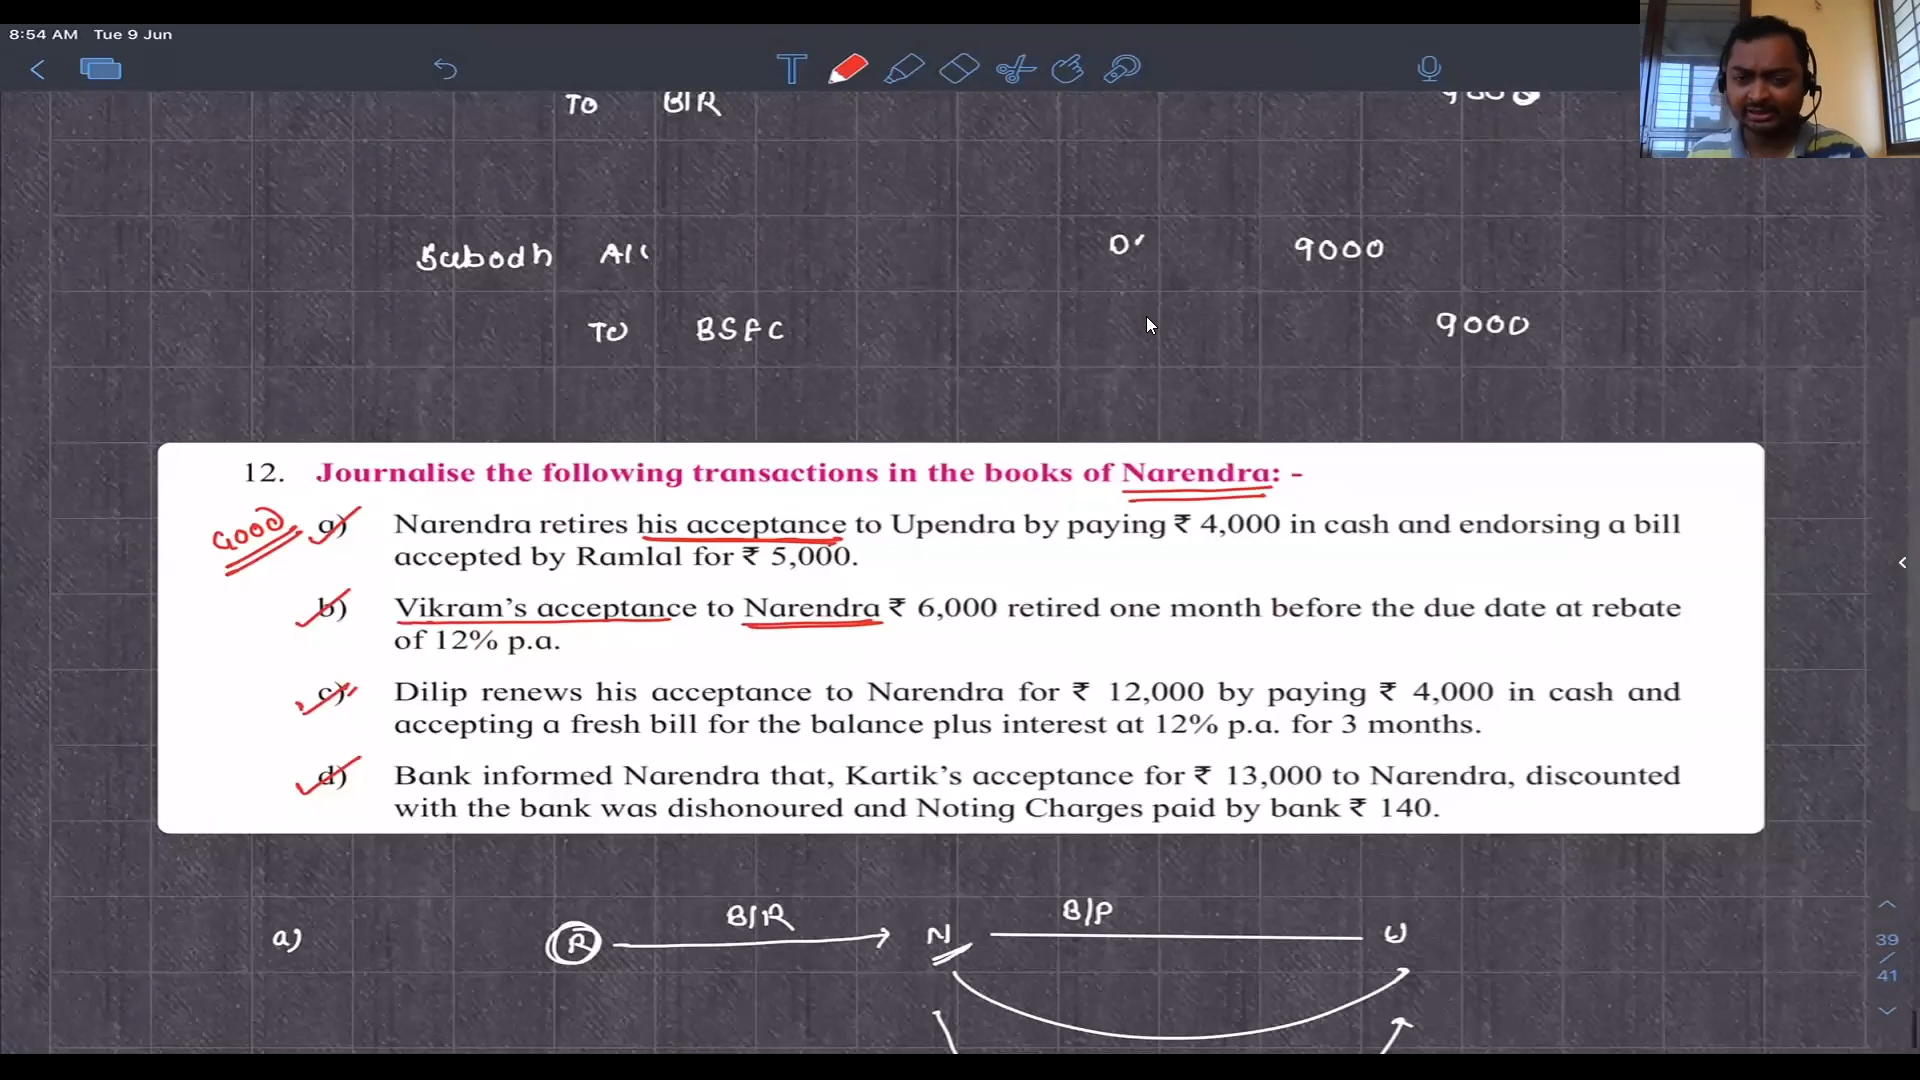 8:54 AM Tue 9 Jun
TO B/R 9000
Subodh A/c Dr 9000
TO BSFC 9000
12. Journalise the following transactions in the books of Narendra: -
GOOD a) Narendra retires his acceptance to Upendra by paying ₹ 4,000 in cash and endorsing a bill
accepted by Ramlal for ₹ 5,000.
b) Vikram's acceptance to Narendra ₹ 6,000 retired one month before the due date at rebate
of 12% p.a.
c) Dilip renews his acceptance to Narendra for ₹ 12,000 by paying ₹ 4,000 in cash and
accepting a fresh bill for the balance plus interest at 12% p.a. for 3 months.
d) Bank informed Narendra that, Kartik's acceptance for ₹ 13,000 to Narendra, discounted
with the bank was dishonoured and Noting Charges paid by bank ₹ 140.
B/R B/P
a) R N U
39
/
41